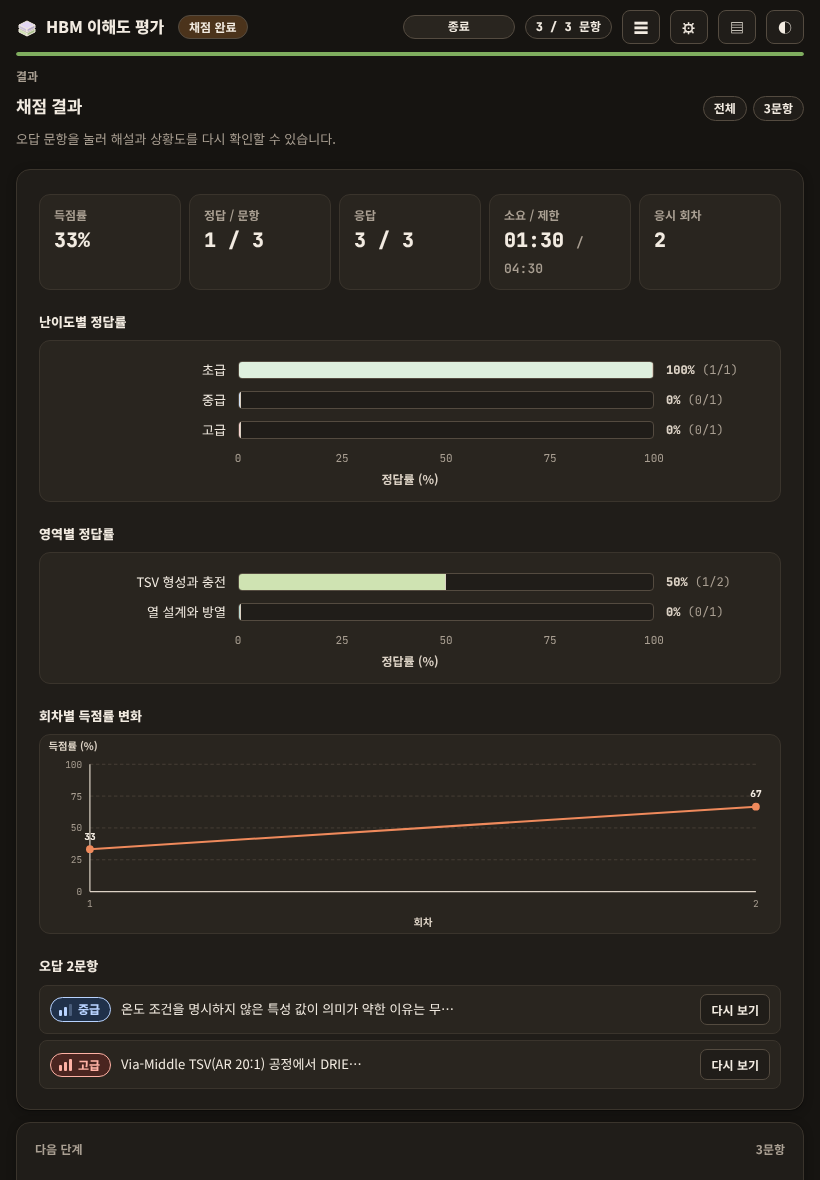 HBM 이해도 평가
채점 완료
종료
3 / 3 문항
결과
채점 결과
전체
3문항
오답 문항을 눌러 해설과 상황도를 다시 확인할 수 있습니다.
득점률
33%
정답 / 문항
1 / 3
응답
3 / 3
소요 / 제한
01:30 /
04:30
응시 회차
2
난이도별 정답률
초급
100% (1/1)
중급
0% (0/1)
고급
0% (0/1)
0 25 50 75 100
정답률 (%)
영역별 정답률
TSV 형성과 충전
50% (1/2)
열 설계와 방열
0% (0/1)
0 25 50 75 100
정답률 (%)
회차별 득점률 변화
득점률 (%)
100
75
50
25
0
33
67
1 2
회차
오답 2문항
중급
온도 조건을 명시하지 않은 특성 값이 의미가 약한 이유는 무…
다시 보기
고급
Via-Middle TSV(AR 20:1) 공정에서 DRIE…
다시 보기
다음 단계
3문항